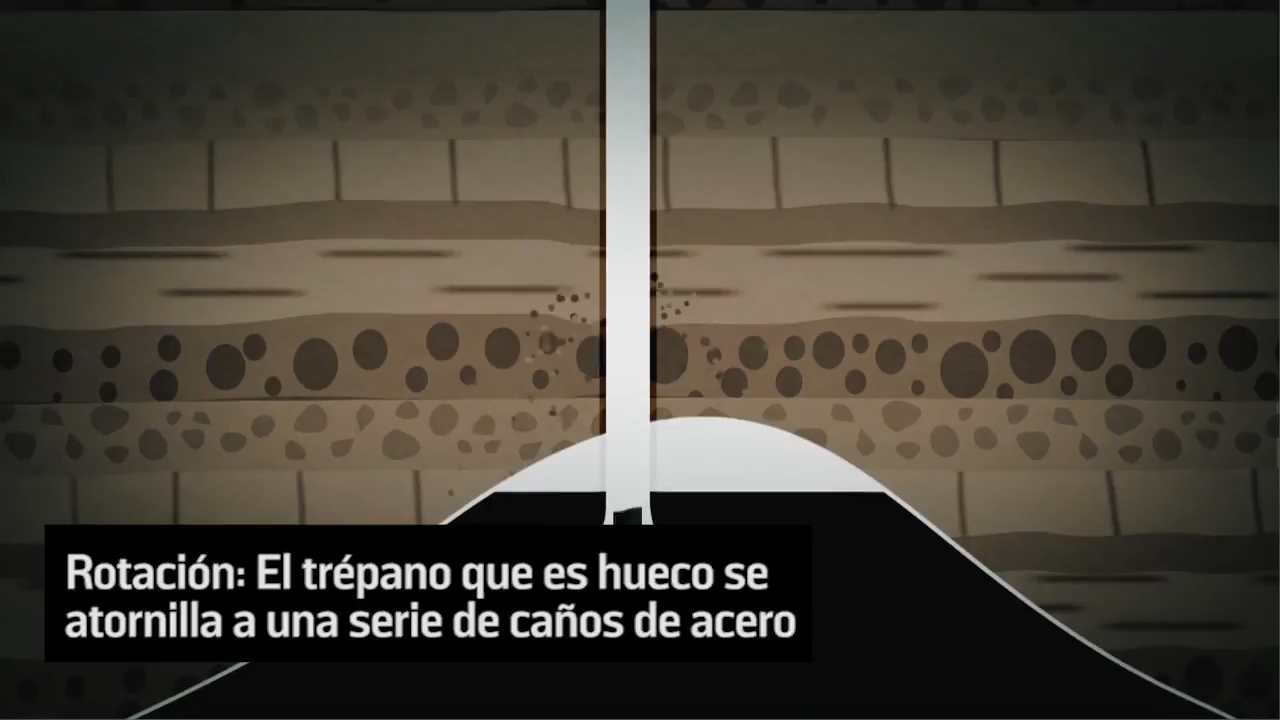 Rotación: El trépano que es hueco se
atornilla a una serie de caños de acero